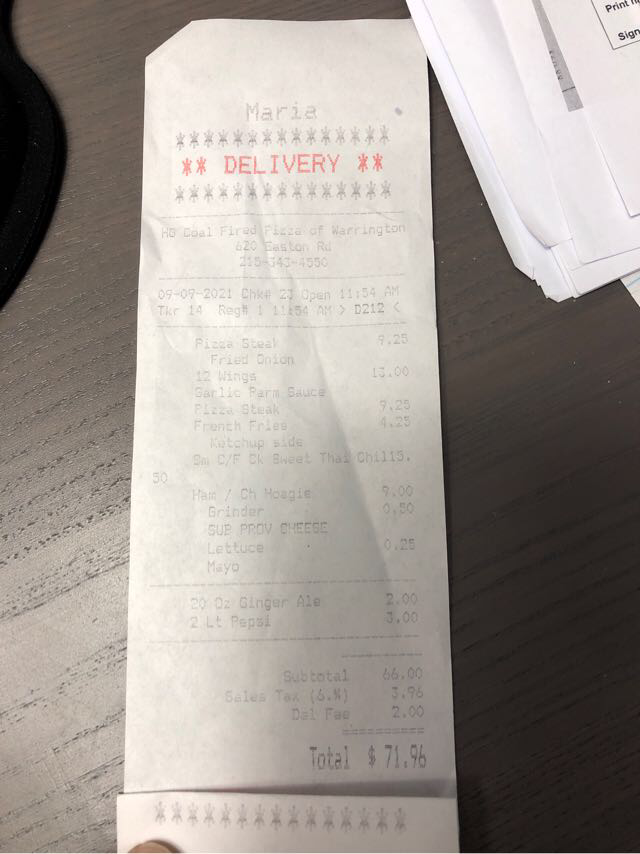 Maria
** DELIVERY **
HG Coal Fired Pizza of Warrington
620 Easton Rd
215-343-4550
09-09-2021 Chk# 23 Open 11:54 AM
Tkr 14 Reg# 1 11:54 AM > D212 <
Pizza Steak 9.25
Fried Onion
12 Wings 13.00
Garlic Parm Sauce
Pizza Steak 9.25
French Fries 4.25
Ketchup side
Sm C/F Ck Sweet Thai Chil15.
50
Ham / Ch Hoagie 9.00
Grinder 0.50
SUB PROV CHEESE
Lettuce 0.25
Mayo
20 Oz Ginger Ale 2.00
2 Lt Pepsi 3.00
Subtotal 66.00
Sales Tax (6.%) 3.96
Del Fee 2.00
Total $ 71.96
Print
Sign